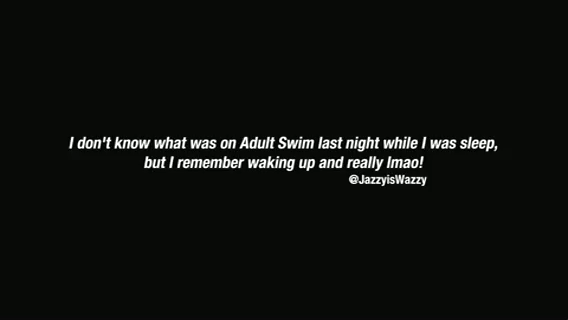 I don't know what was on Adult Swim last night while I was sleep,
but I remember waking up and really lmao!
@JazzyisWazzy